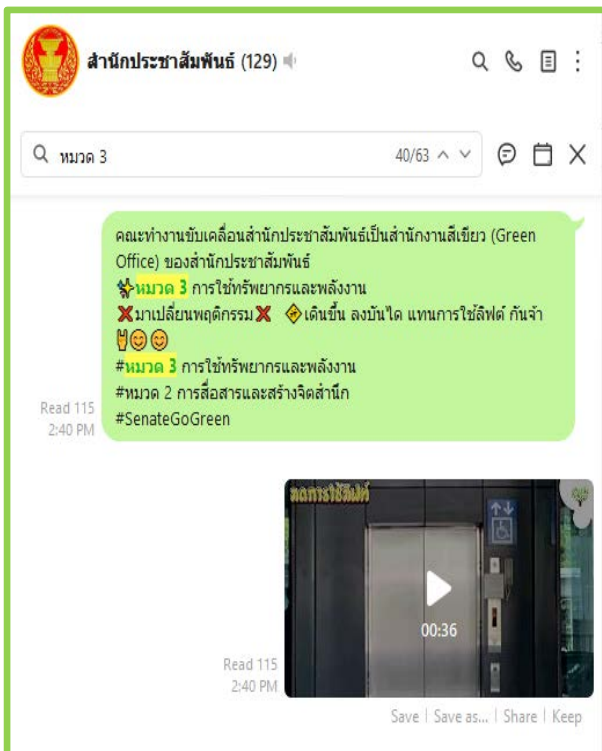 สำนักประชาสัมพันธ์ (129)
หมวด 3
40/63
คณะทำงานขับเคลื่อนสำนักประชาสัมพันธ์เป็นสำนักงานสีเขียว (Green
Office) ของสำนักประชาสัมพันธ์
หมวด 3 การใช้ทรัพยากรและพลังงาน
❌มาเปลี่ยนพฤติกรรม❌ เดินขึ้น ลงบันได แทนการใช้ลิฟต์ กันจ้า
#หมวด 3 การใช้ทรัพยากรและพลังงาน
#หมวด 2 การสื่อสารและสร้างจิตสำนึก
#SenateGoGreen
Read 115
2:40 PM
ลดการใช้ลิฟท์
00:36
Read 115
2:40 PM
Save | Save as... | Share | Keep